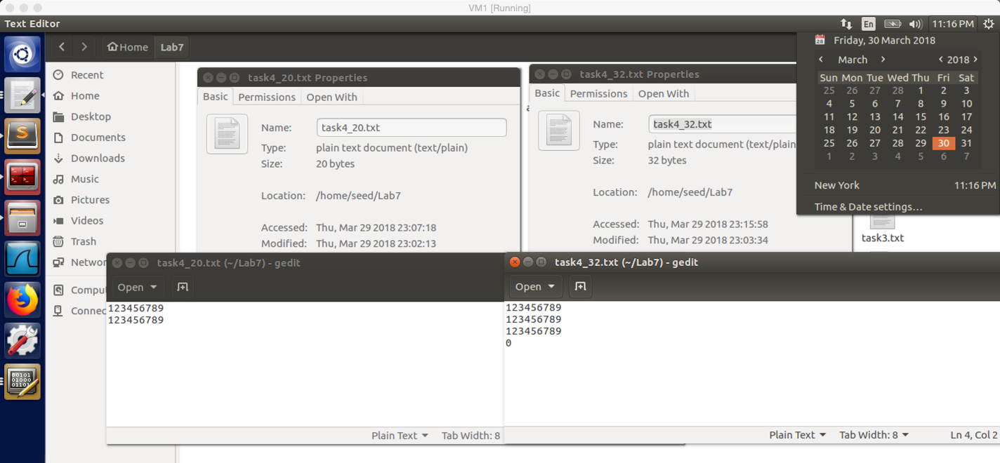 VM1 [Running]
Text Editor
En
11:16 PM
Home
Lab7
Recent
Home
Desktop
Documents
Downloads
Music
Pictures
Videos
Trash
Connec
task4_20.txt Properties
Basic Permissions Open With
Name: task4_20.txt
Type: plain text document (text/plain)
Size: 20 bytes
Location: /home/seed/Lab7
Accessed: Thu, Mar 29 2018 23:07:18
Modified: Thu, Mar 29 2018 23:02:13
task4_32.txt Properties
Basic Permissions Open With
Name: task4_32.txt
Type: plain text document (text/plain
Size: 32 bytes
Location: /home/seed/Lab7
Accessed: Thu, Mar 29 2018 23:15:58
Modified: Thu, Mar 29 2018 23:03:34
28 Friday, 30 March 2018
March 2018
Sun Mon Tue Wed Thu Fri Sat
25 26 27 28 1 2 3
4 5 6 7 8 9 10
11 12 13 14 15 16 17
18 19 20 21 22 23 24
25 26 27 28 29 30 31
1 2 3 4 5 6 7
New York 11:16 PM
Time & Date settings...
task3.txt
Networ
Comput
task4_20.txt (~/Lab7) - gedit
Open
123456789
123456789
Plain Text Tab Width: 8
task4_32.txt (~/Lab7) - gedit
Open
123456789
123456789
123456789
0
Plain Text Tab Width: 8 Ln 4, Col 2